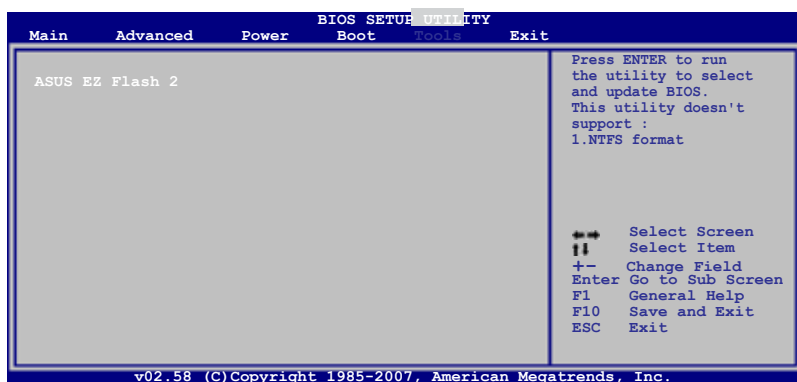 BIOS SETUP UTILITY
Main Advanced Power Boot Tools Exit
ASUS EZ Flash 2
Press ENTER to run
the utility to select
and update BIOS.
This utility doesn't
support :
1.NTFS format
←→ Select Screen
↑↓ Select Item
+- Change Field
Enter Go to Sub Screen
F1 General Help
F10 Save and Exit
ESC Exit
v02.58 (C)Copyright 1985-2007, American Megatrends, Inc.